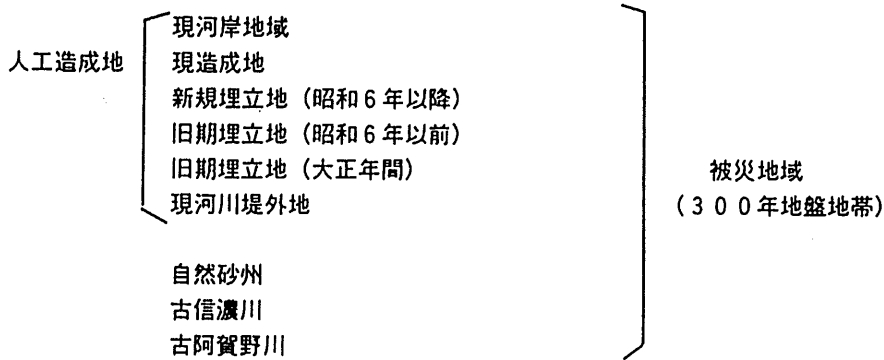 現河岸地域
人工造成地
現造成地
新規埋立地（昭和６年以降）
旧期埋立地（昭和６年以前）
旧期埋立地（大正年間）
現河川堤外地
被災地域
（３００年地盤地帯）
自然砂州
古信濃川
古阿賀野川